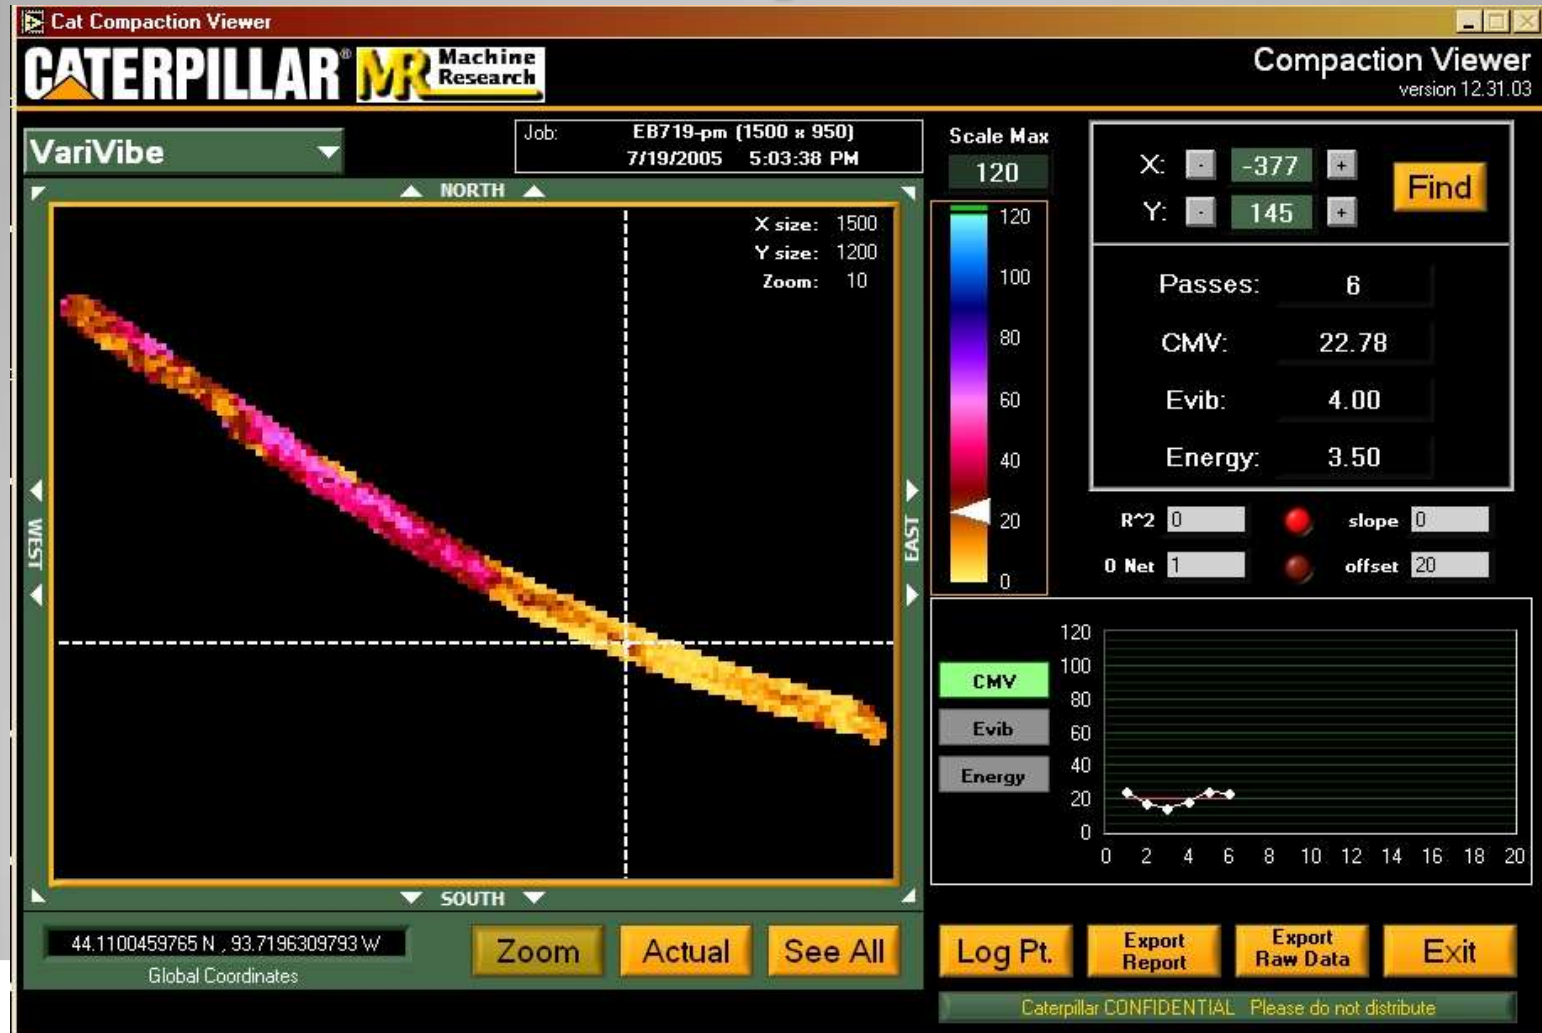 Cat Compaction Viewer
CATERPILLAR® MR Machine Research
Compaction Viewer
version 12.31.03
VariVibe
Job: EB719-pm (1500 x 950)
7/19/2005 5:03:38 PM
NORTH
X size: 1500
Y size: 1200
Zoom: 10
WEST
EAST
SOUTH
44.1100459765 N , 93.7196309793 W
Global Coordinates
Zoom
Actual
See All
Scale Max
120
120
100
80
60
40
20
0
X: - -377 +
Y: - 145 +
Find
Passes: 6
CMV: 22.78
Evib: 4.00
Energy: 3.50
R^2 0 slope 0
O Net 1 offset 20
CMV
Evib
Energy
120
100
80
60
40
20
0
0 2 4 6 8 10 12 14 16 18 20
Log Pt.
Export Report
Export Raw Data
Exit
Caterpillar CONFIDENTIAL Please do not distribute